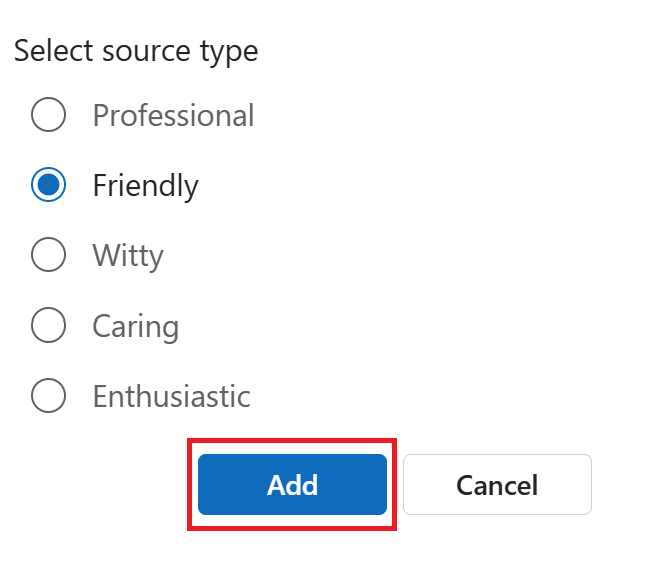 Select source type
Professional
Friendly
Witty
Caring
Enthusiastic
Add Cancel